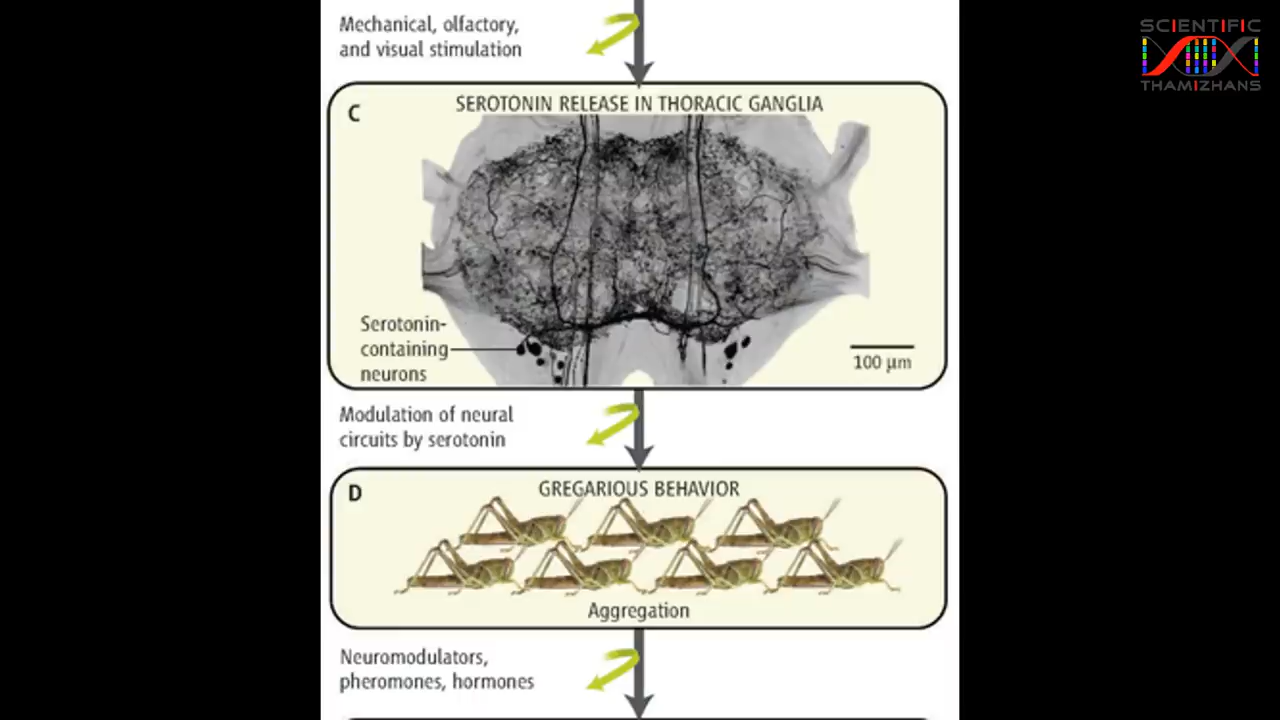 SCIENTIFIC
THAMIZHANS
Mechanical, olfactory,
and visual stimulation
C
SEROTONIN RELEASE IN THORACIC GANGLIA
Serotonin-
containing
neurons
100 µm
Modulation of neural
circuits by serotonin
D
GREGARIOUS BEHAVIOR
Aggregation
Neuromodulators,
pheromones, hormones